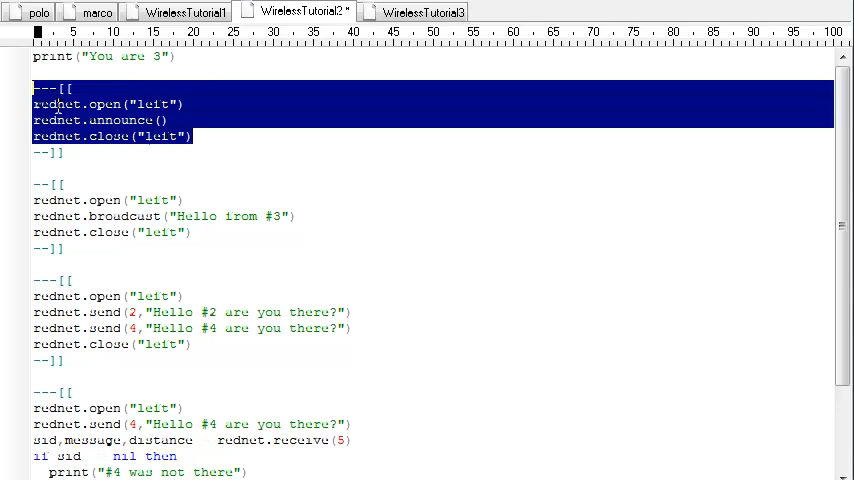 polo marco WirelessTutorial1 WirelessTutorial2 * WirelessTutorial3
0 5 10 15 20 25 30 35 40 45 50 55 60 65 70 75 80 85 90 95 100
print("You are 3")
---[[
rednet.open("left")
rednet.announce()
rednet.close("left")
--]]
--[[
rednet.open("left")
rednet.broadcast("Hello from #3")
rednet.close("left")
--]]
---[[
rednet.open("left")
rednet.send(2,"Hello #2 are you there?")
rednet.send(4,"Hello #4 are you there?")
rednet.close("left")
--]]
---[[
rednet.open("left")
rednet.send(4,"Hello #4 are you there?")
sid,message,distance rednet.receive(5)
if sid nil then
print("#4 was not there")